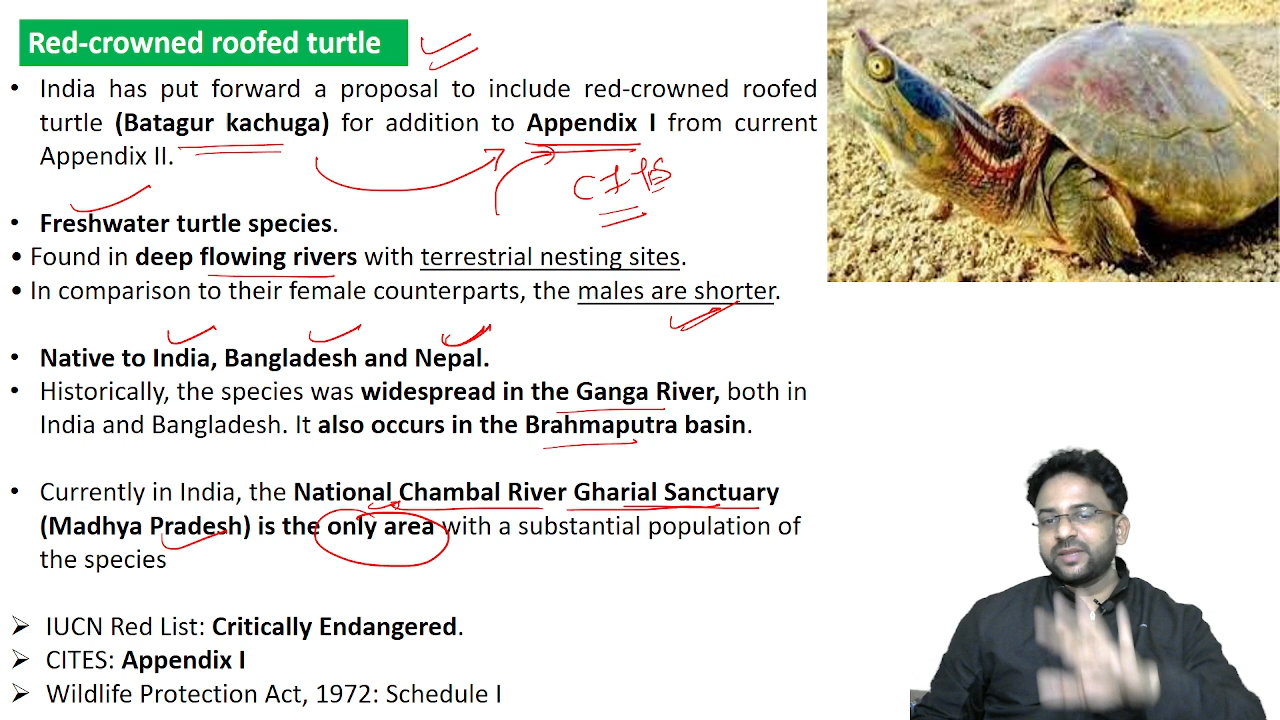 Red-crowned roofed turtle
• India has put forward a proposal to include red-crowned roofed
turtle (Batagur kachuga) for addition to Appendix I from current
Appendix II.
CITES
• Freshwater turtle species.
• Found in deep flowing rivers with terrestrial nesting sites.
• In comparison to their female counterparts, the males are shorter.
• Native to India, Bangladesh and Nepal.
• Historically, the species was widespread in the Ganga River, both in
India and Bangladesh. It also occurs in the Brahmaputra basin.
• Currently in India, the National Chambal River Gharial Sanctuary
(Madhya Pradesh) is the only area with a substantial population of
the species
➢ IUCN Red List: Critically Endangered.
➢ CITES: Appendix I
➢ Wildlife Protection Act, 1972: Schedule I